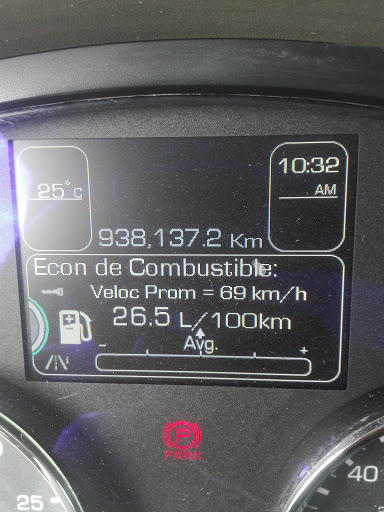 25°C
10:32
AM
938,137.2 Km
Econ de Combustible:
Veloc Prom = 69 km/h
26.5 L/100km
Avg.
- +
P
PARK
25
40